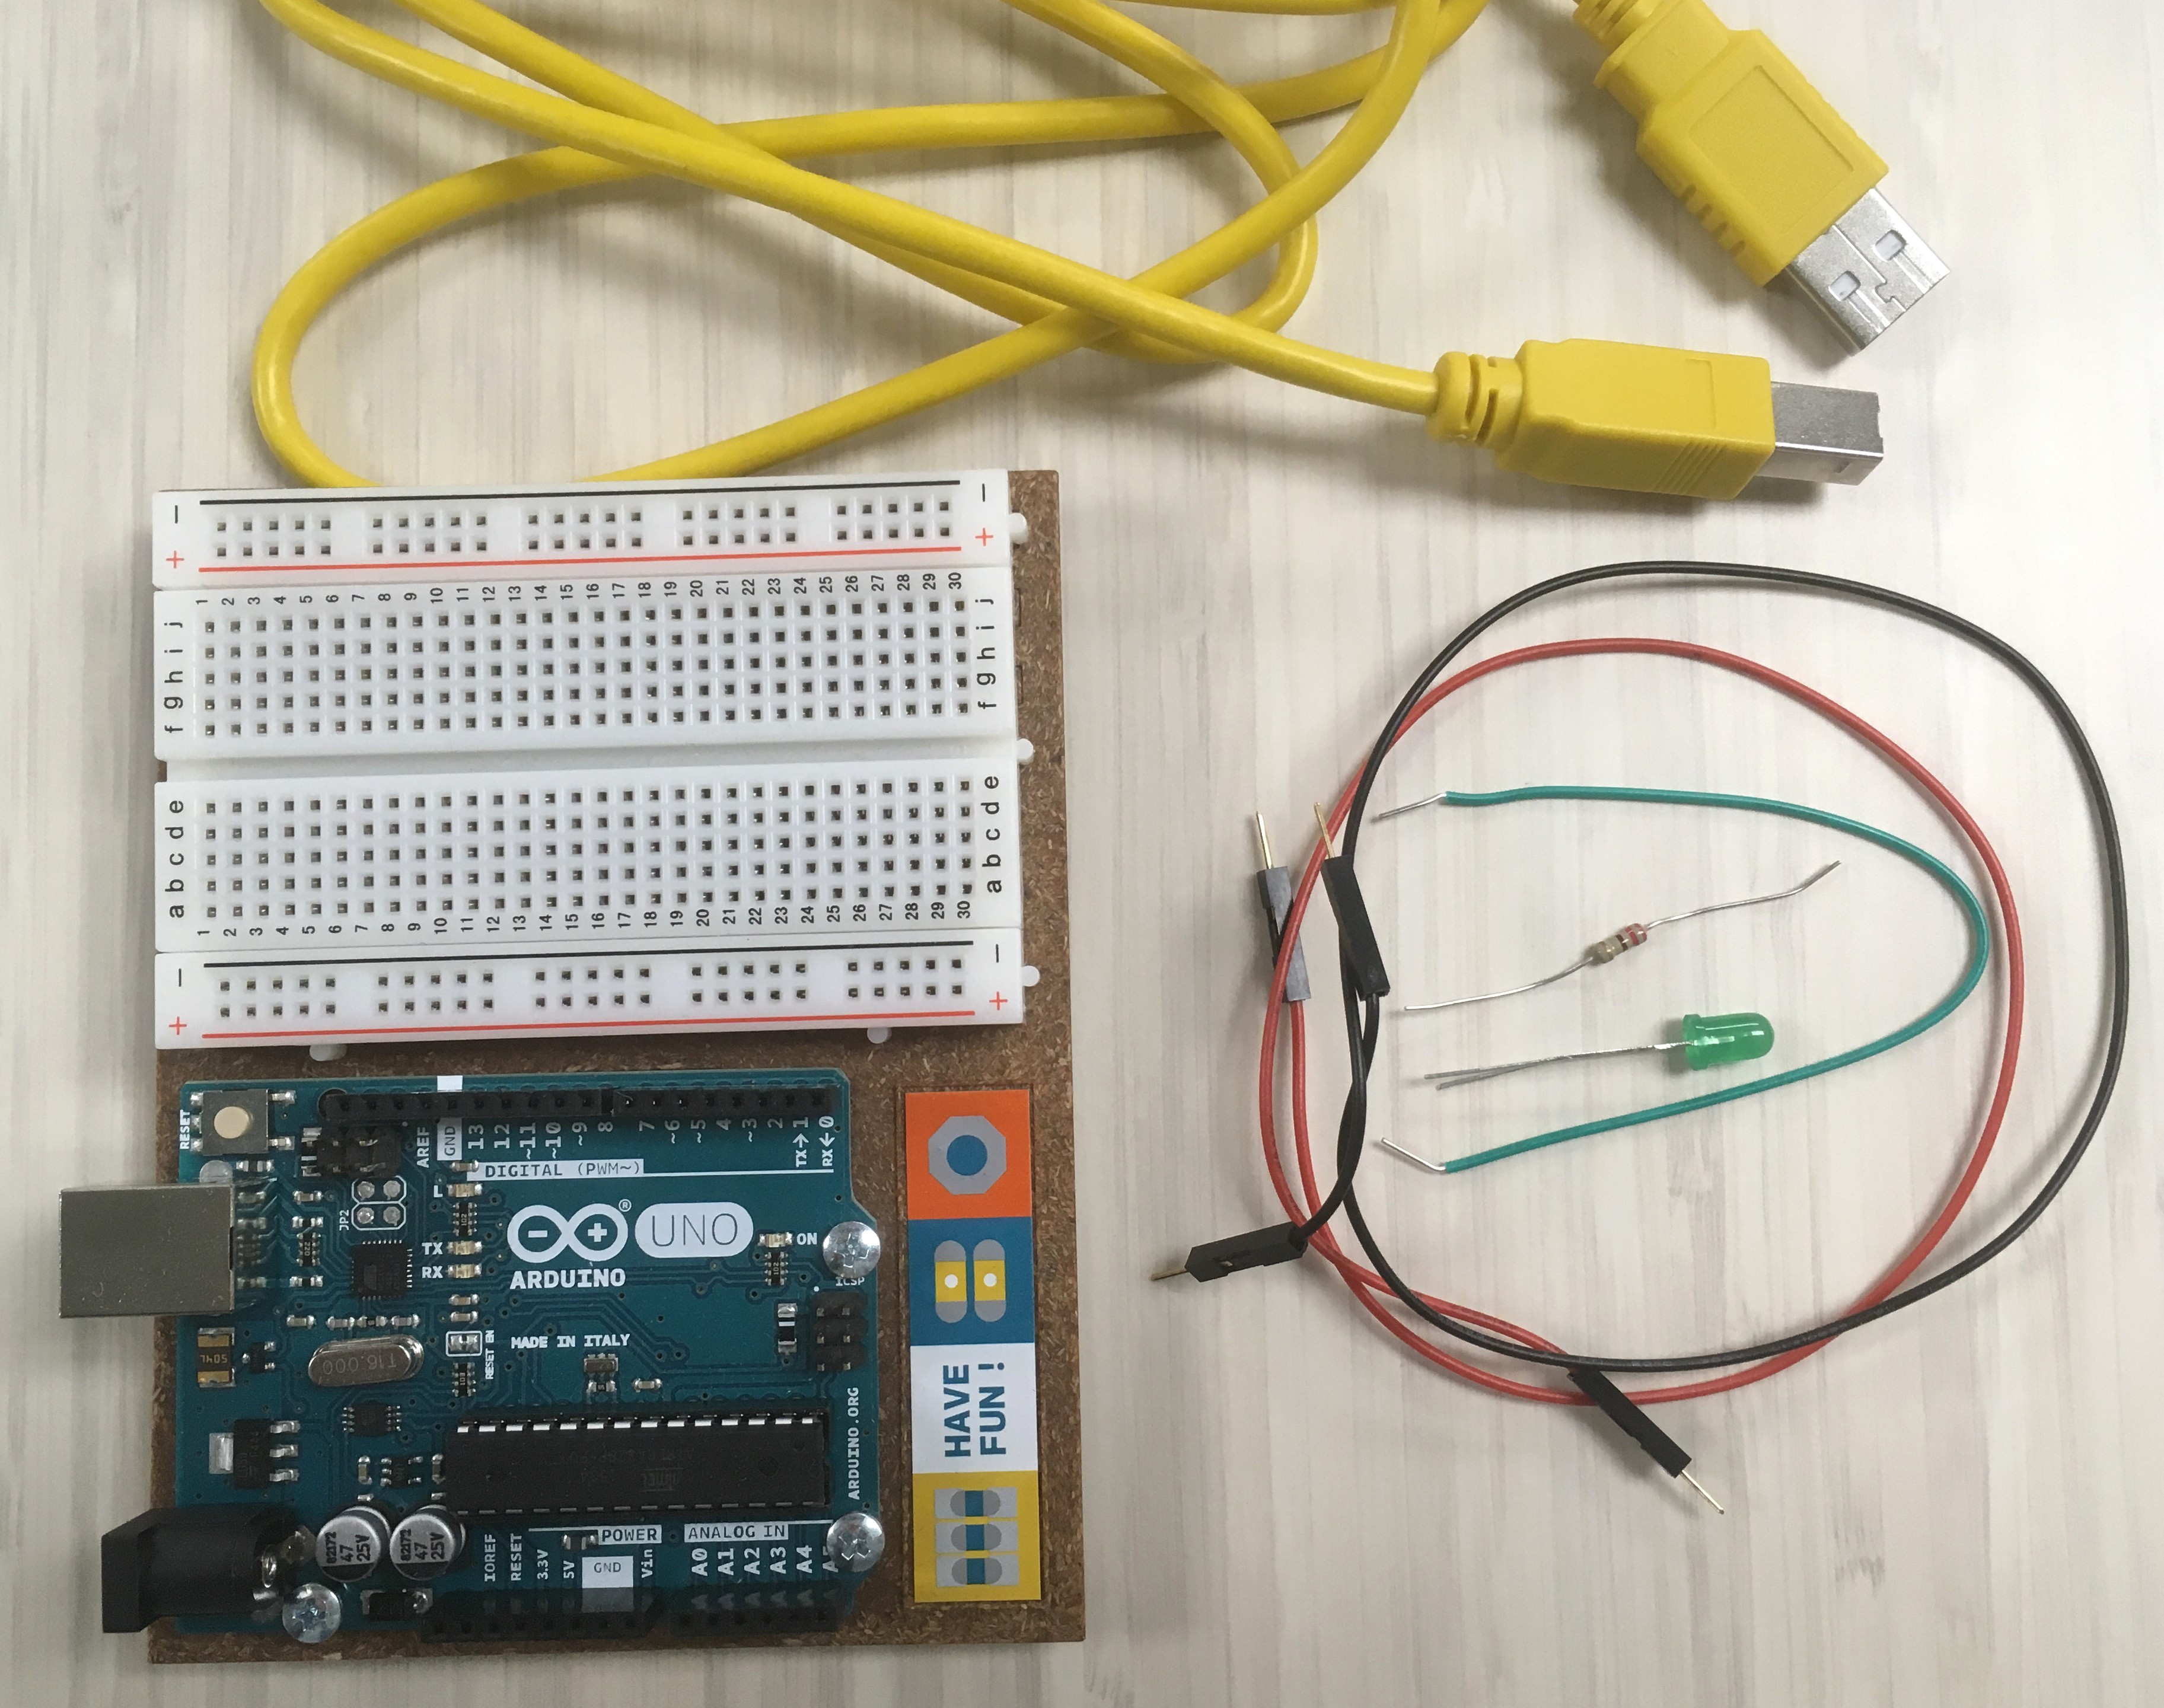 − −
+ +
1 2 3 4 5 6 7 8 9 10 11 12 13 14 15 16 17 18 19 20 21 22 23 24 25 26 27 28 29 30
j j
i i
h h
g g
f f
e e
d d
c c
b b
a a
1 2 3 4 5 6 7 8 9 10 11 12 13 14 15 16 17 18 19 20 21 22 23 24 25 26 27 28 29 30
− −
+ +
RESET
AREF
GND
13
12
~11
~10
~9
8
7
~6
~5
4
~3
2
TX→1
RX←0
DIGITAL (PWM~)
JP2
L
TX
RX
UNO
ARDUINO
ON
ICSP
MADE IN ITALY
RESET EN
T16.000
ARDUINO.ORG
HAVE
FUN !
47
25V
47
25V
POWER
ANALOG IN
IOREF
RESET
3.3V
5V
GND
Vin
A0
A1
A2
A3
A4